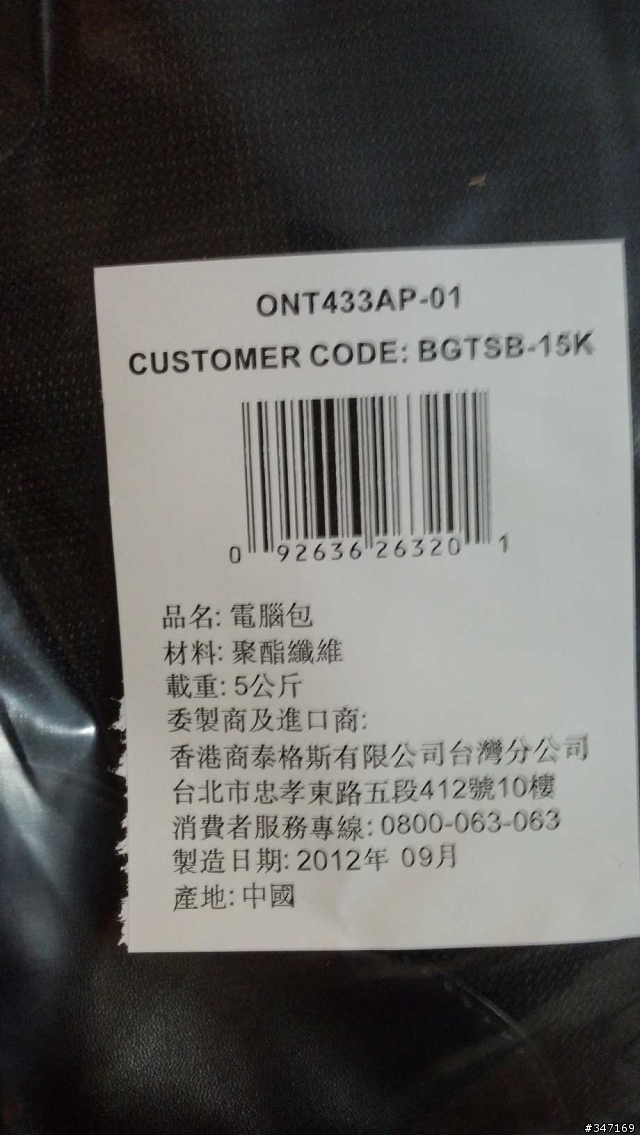 ONT433AP-01
CUSTOMER CODE: BGTSB-15K
0 92636 26320 1
品名: 電腦包
材料: 聚酯纖維
載重: 5公斤
委製商及進口商:
香港商泰格斯有限公司台灣分公司
台北市忠孝東路五段412號10樓
消費者服務專線: 0800-063-063
製造日期: 2012年 09月
產地: 中國
#347169